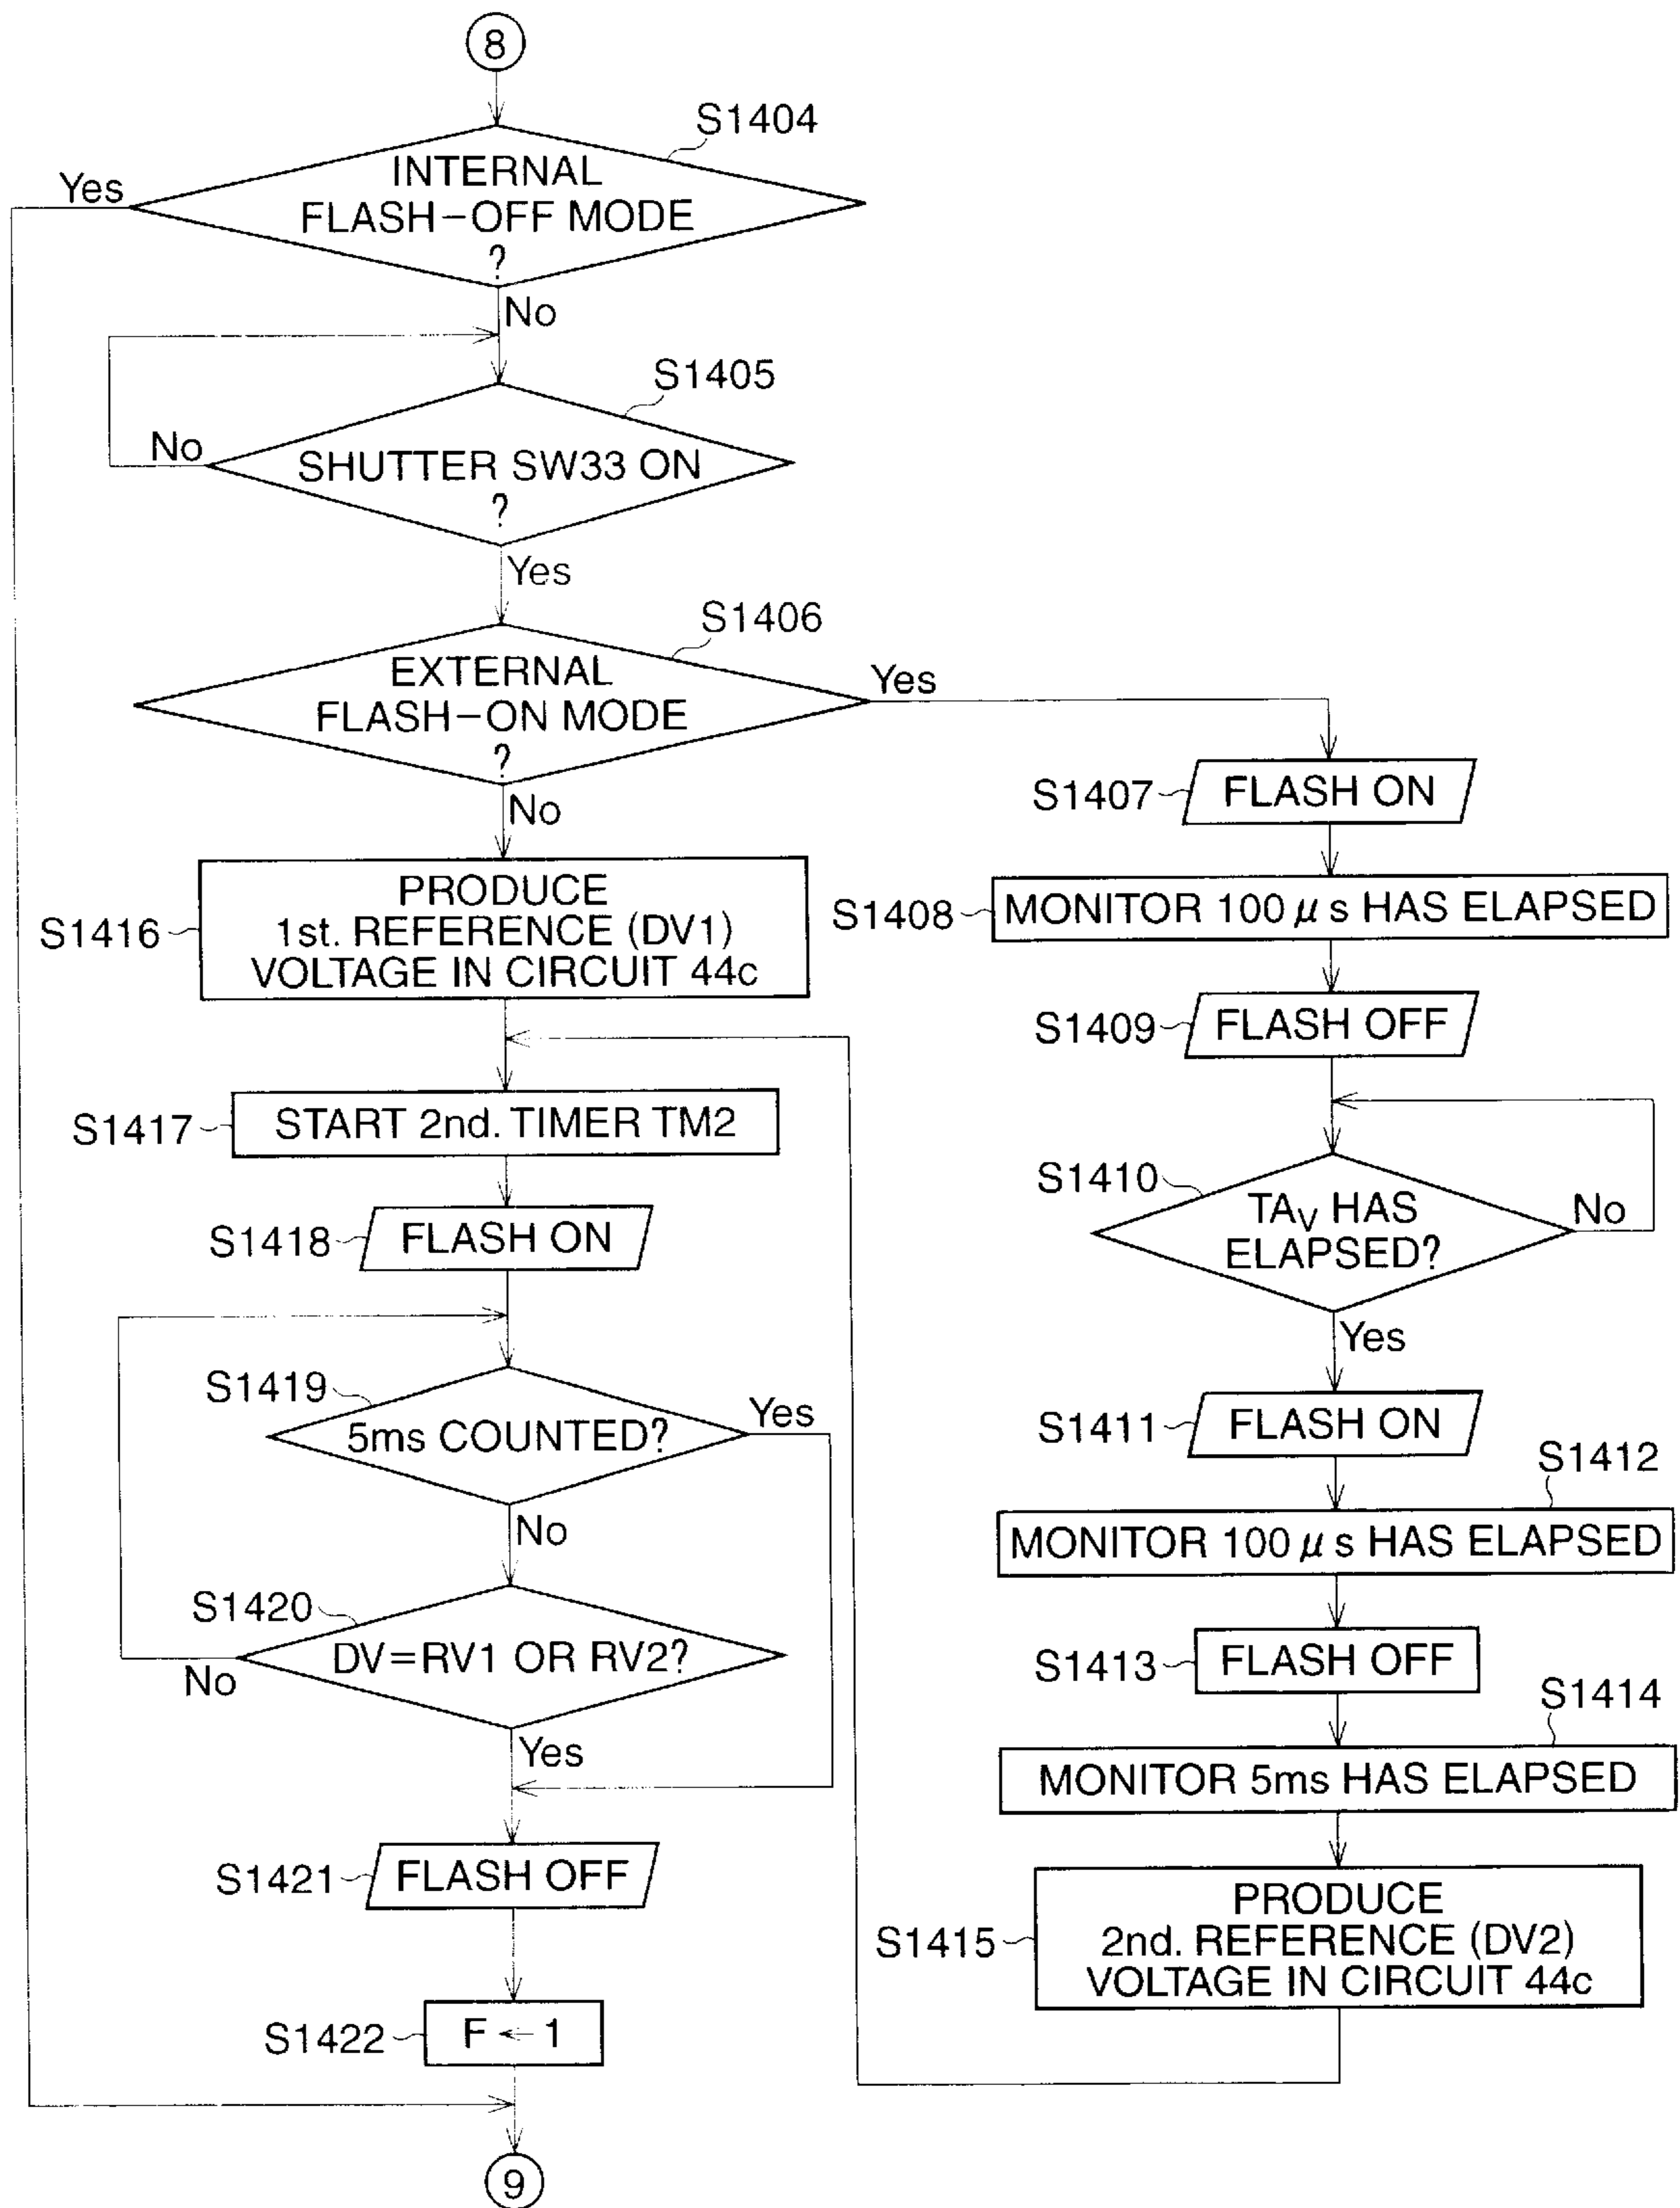 8
S1404
Yes
INTERNAL
FLASH-OFF MODE
?
No
S1405
No
SHUTTER SW33 ON
?
Yes
S1406
EXTERNAL
FLASH-ON MODE
?
Yes
No
S1407
FLASH ON
S1408
MONITOR 100 μs HAS ELAPSED
S1409
FLASH OFF
S1410
TAV HAS
ELAPSED?
No
Yes
S1411
FLASH ON
S1412
MONITOR 100 μs HAS ELAPSED
S1413
FLASH OFF
S1414
MONITOR 5ms HAS ELAPSED
S1415
PRODUCE
2nd. REFERENCE (DV2)
VOLTAGE IN CIRCUIT 44c
S1416
PRODUCE
1st. REFERENCE (DV1)
VOLTAGE IN CIRCUIT 44c
S1417
START 2nd. TIMER TM2
S1418
FLASH ON
S1419
5ms COUNTED?
Yes
No
S1420
DV=RV1 OR RV2?
No
Yes
S1421
FLASH OFF
S1422
F ← 1
9